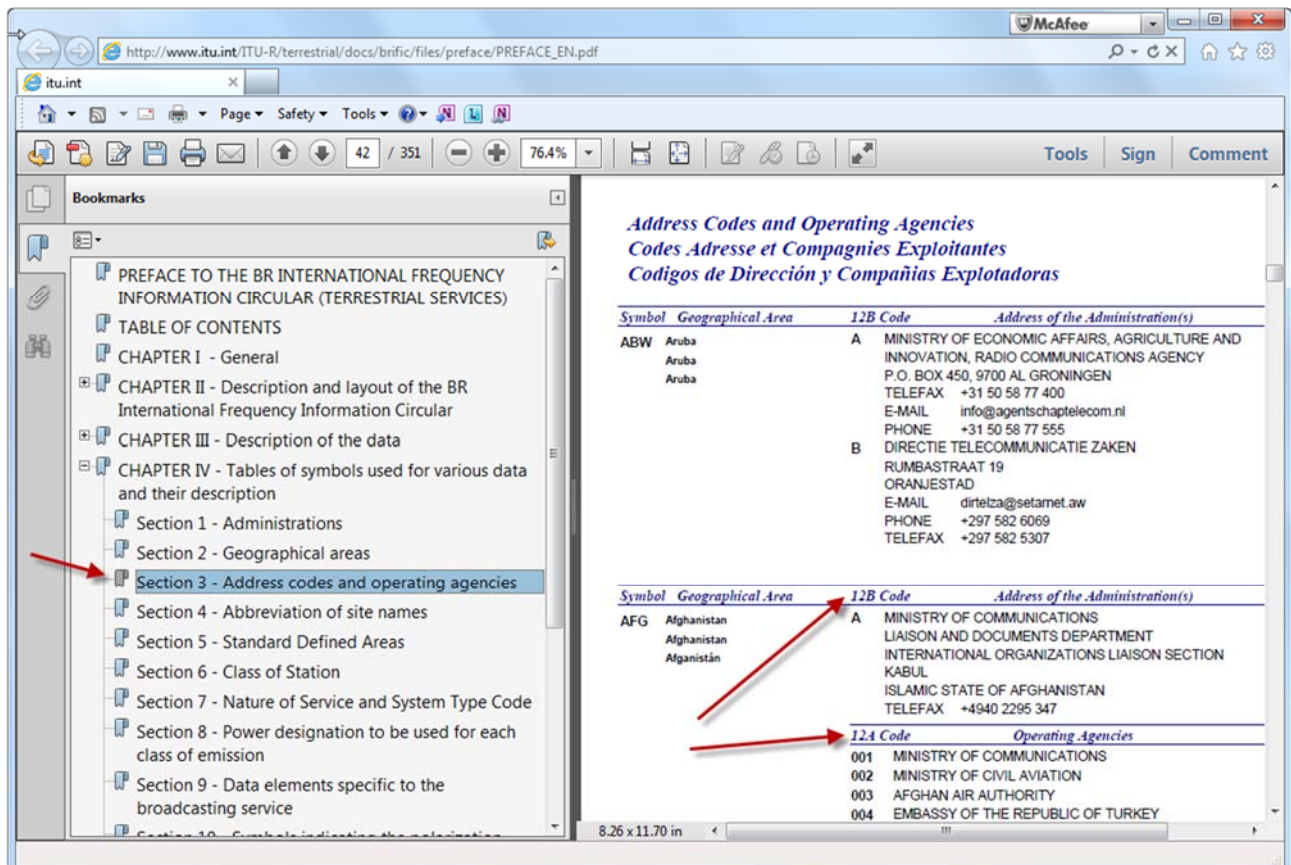 McAfee
http://www.itu.int/ITU-R/terrestrial/docs/brific/files/preface/PREFACE_EN.pdf
itu.int
Page Safety Tools
42 / 351 76.4% Tools Sign Comment
Bookmarks
PREFACE TO THE BR INTERNATIONAL FREQUENCY
INFORMATION CIRCULAR (TERRESTRIAL SERVICES)
TABLE OF CONTENTS
CHAPTER I - General
CHAPTER II - Description and layout of the BR
International Frequency Information Circular
CHAPTER III - Description of the data
CHAPTER IV - Tables of symbols used for various data
and their description
Section 1 - Administrations
Section 2 - Geographical areas
Section 3 - Address codes and operating agencies
Section 4 - Abbreviation of site names
Section 5 - Standard Defined Areas
Section 6 - Class of Station
Section 7 - Nature of Service and System Type Code
Section 8 - Power designation to be used for each
class of emission
Section 9 - Data elements specific to the
broadcasting service
Section 10 - Symbols indicating the polarization
Address Codes and Operating Agencies
Codes Adresse et Compagnies Exploitantes
Codigos de Dirección y Compañias Explotadoras
Symbol Geographical Area 12B Code Address of the Administration(s)
ABW Aruba A MINISTRY OF ECONOMIC AFFAIRS, AGRICULTURE AND
Aruba INNOVATION, RADIO COMMUNICATIONS AGENCY
Aruba P.O. BOX 450, 9700 AL GRONINGEN
TELEFAX +31 50 58 77 400
E-MAIL info@agentschaptelecom.nl
PHONE +31 50 58 77 555
B DIRECTIE TELECOMMUNICATIE ZAKEN
RUMBASTRAAT 19
ORANJESTAD
E-MAIL dirtelza@setarnet.aw
PHONE +297 582 6069
TELEFAX +297 582 5307
Symbol Geographical Area 12B Code Address of the Administration(s)
AFG Afghanistan A MINISTRY OF COMMUNICATIONS
Afghanistan LIAISON AND DOCUMENTS DEPARTMENT
Afganistán INTERNATIONAL ORGANIZATIONS LIAISON SECTION
KABUL
ISLAMIC STATE OF AFGHANISTAN
TELEFAX +4940 2295 347
12A Code Operating Agencies
001 MINISTRY OF COMMUNICATIONS
002 MINISTRY OF CIVIL AVIATION
003 AFGHAN AIR AUTHORITY
004 EMBASSY OF THE REPUBLIC OF TURKEY
8.26 x 11.70 in